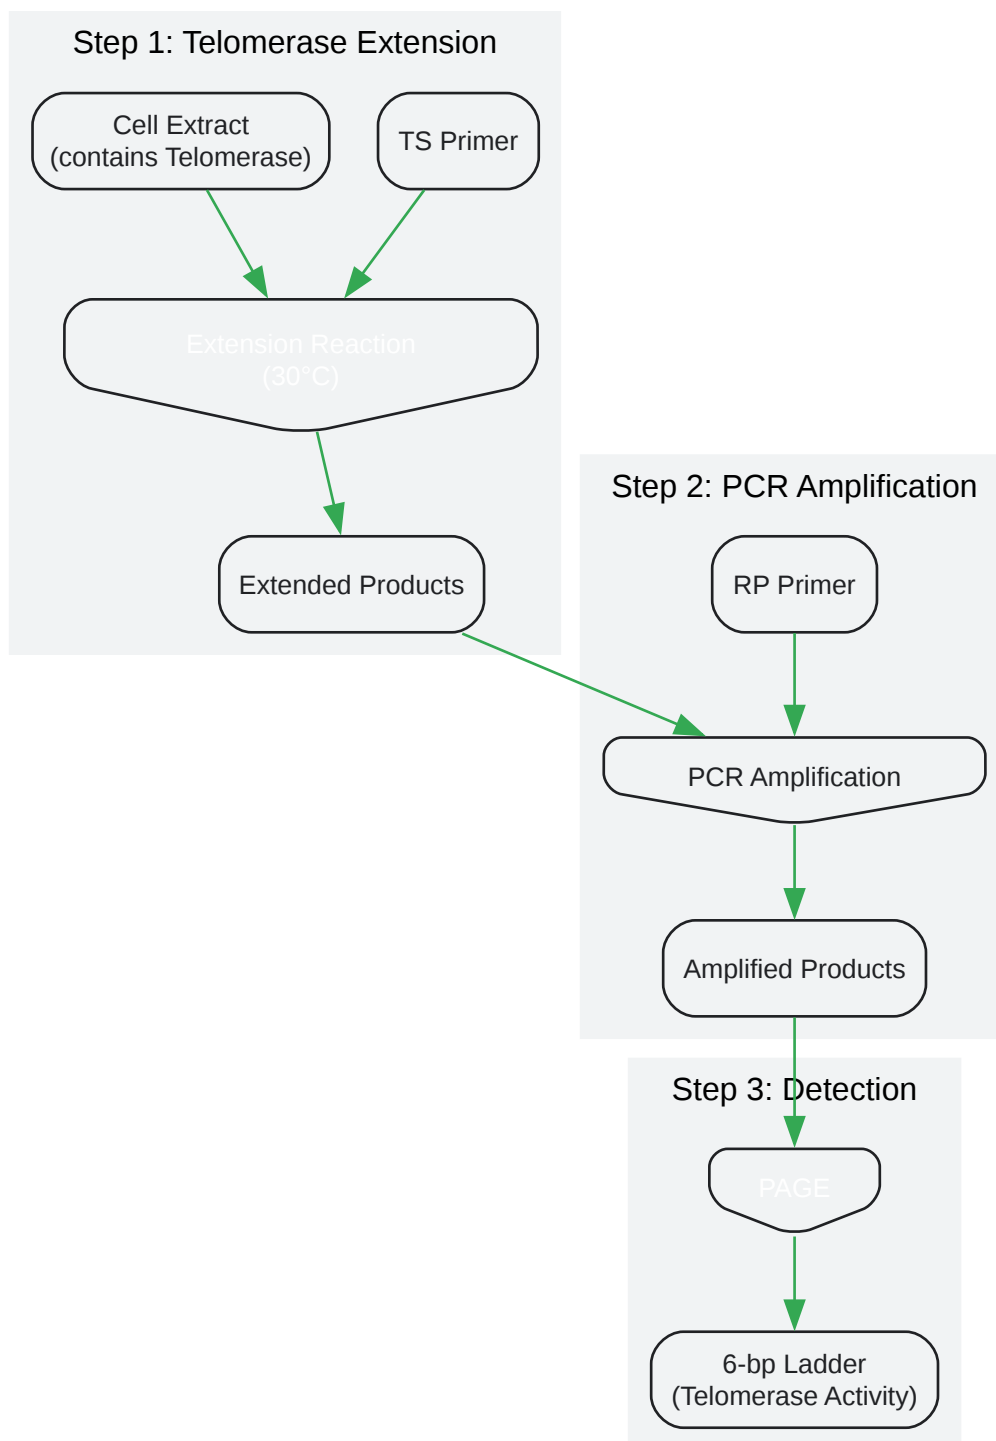 Step 1: Telomerase Extension
Cell Extract
(contains Telomerase)
TS Primer
Extension Reaction
(30°C)
Extended Products
Step 2: PCR Amplification
RP Primer
PCR Amplification
Amplified Products
Step 3: Detection
PAGE
6-bp Ladder
(Telomerase Activity)